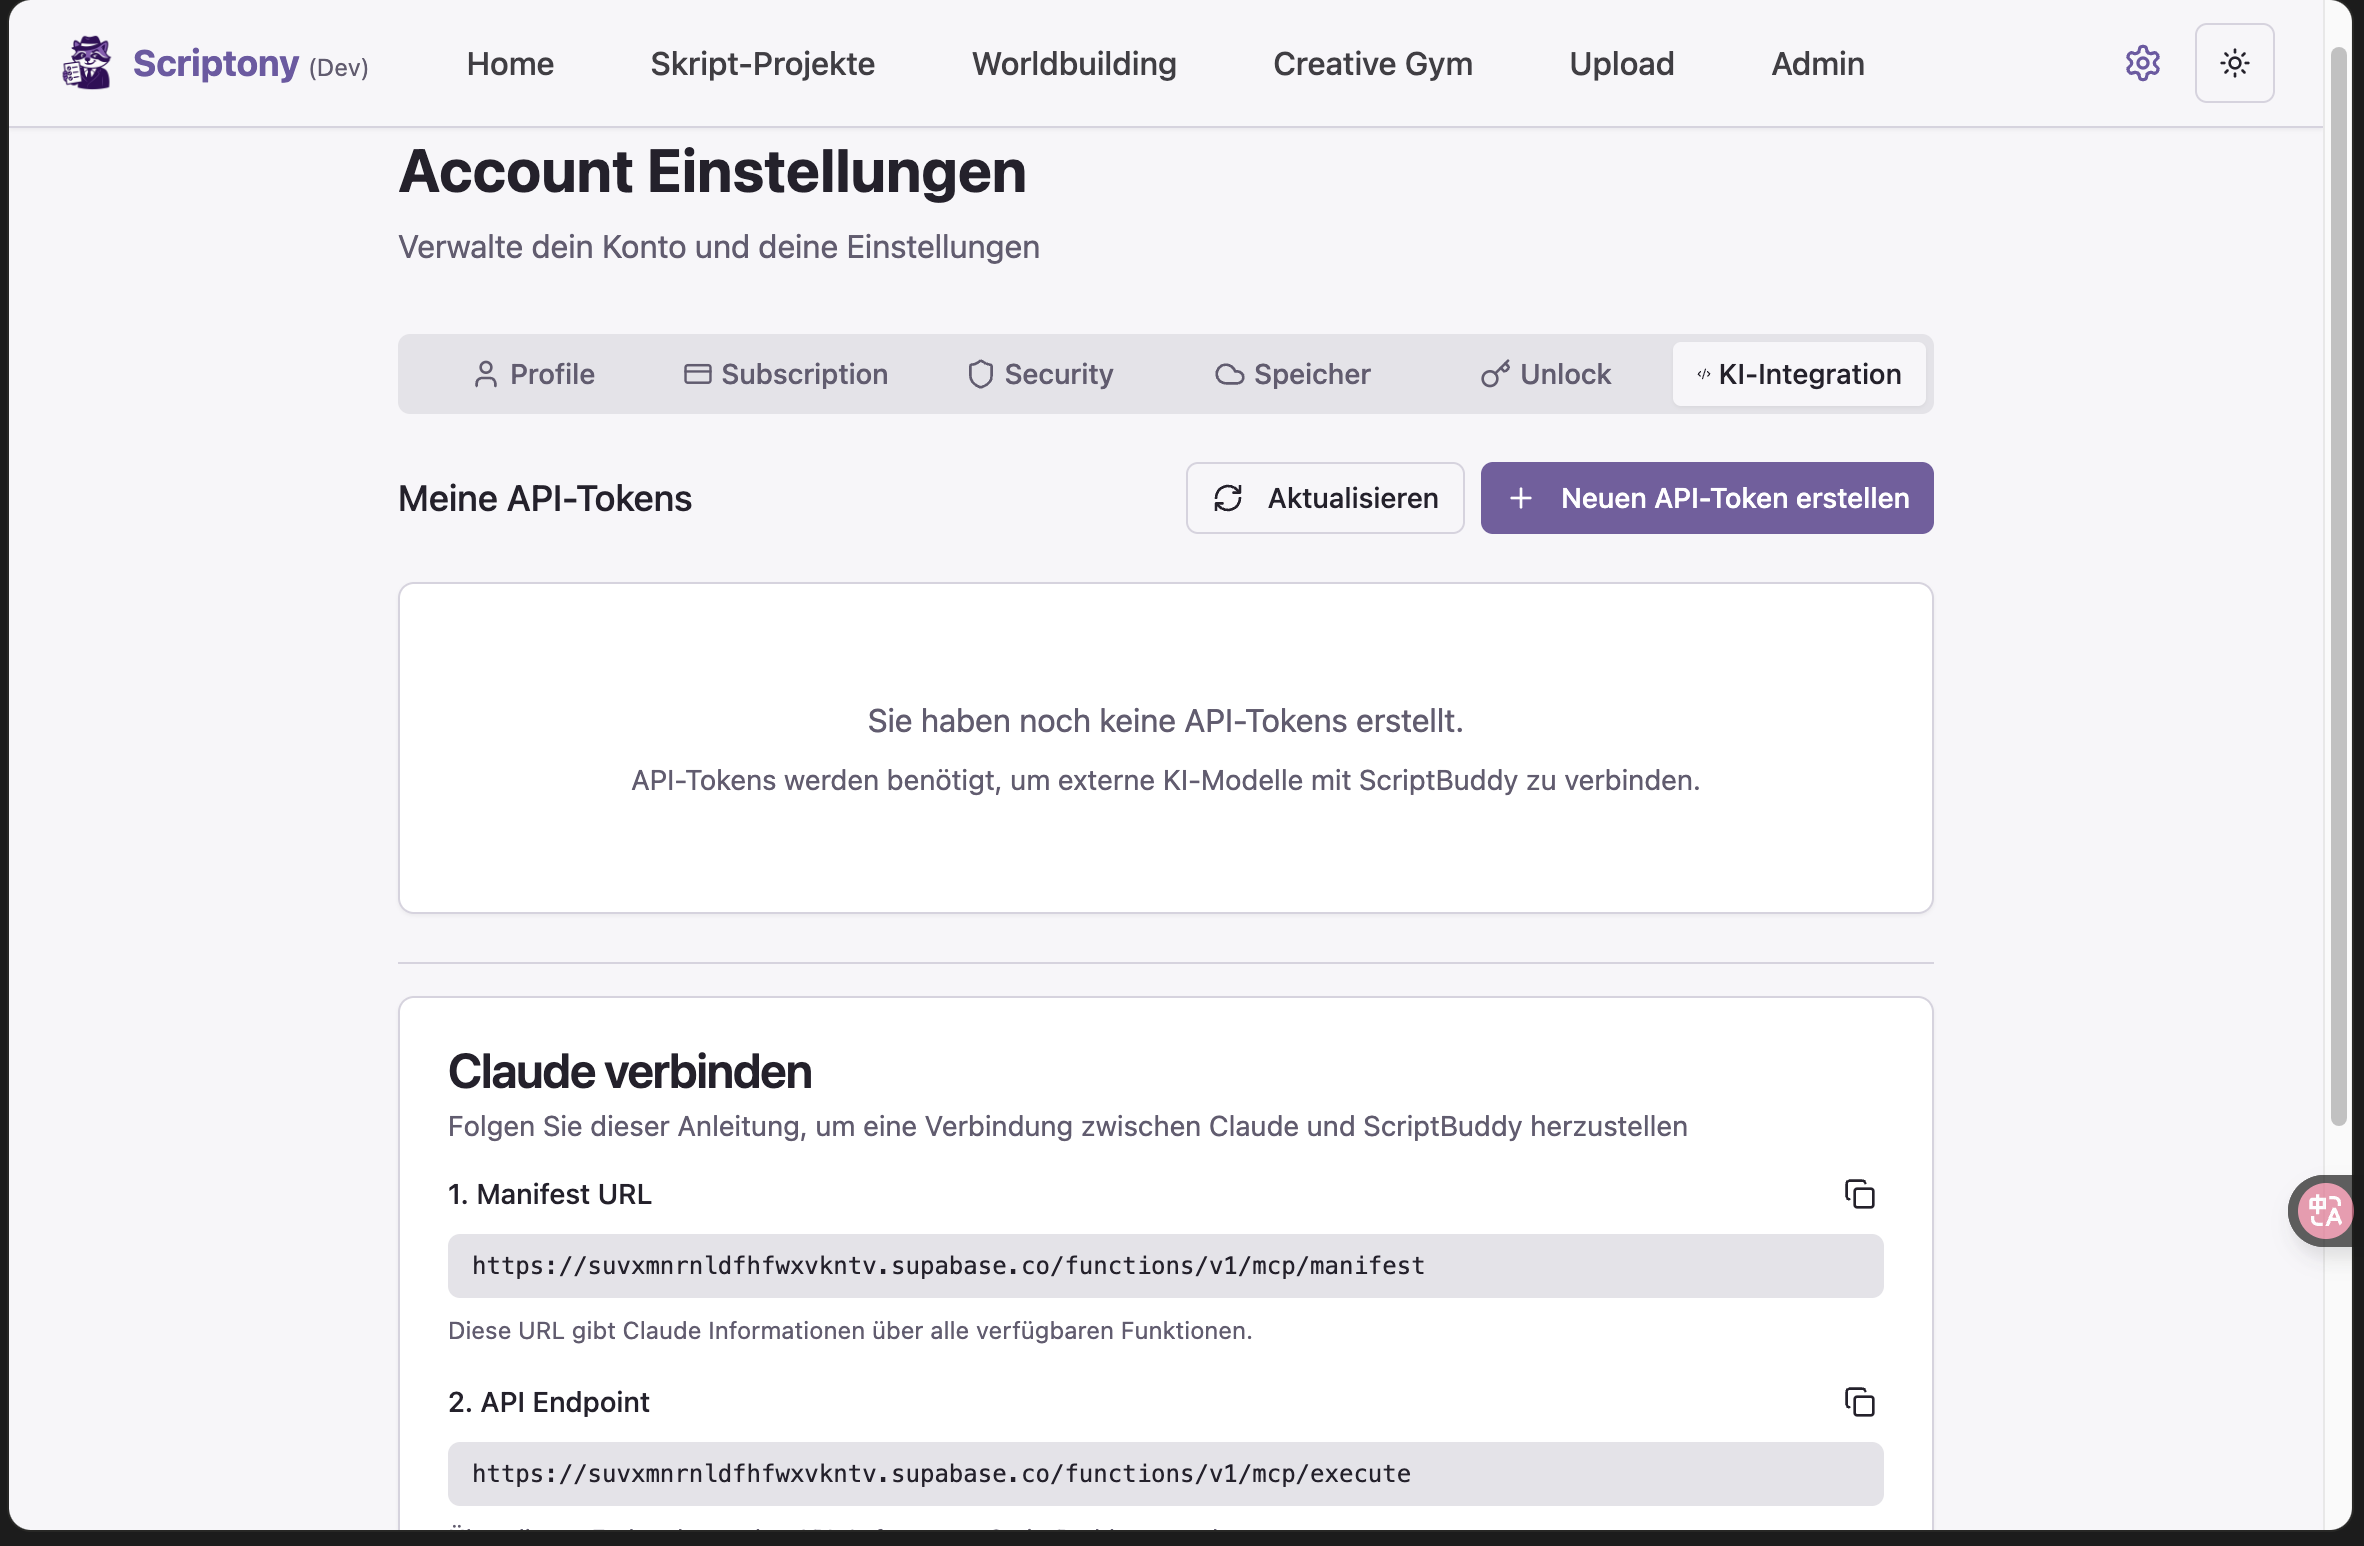 Scriptony (Dev)
Home
Skript-Projekte
Worldbuilding
Creative Gym
Upload
Admin
Account Einstellungen
Verwalte dein Konto und deine Einstellungen
Profile
Subscription
Security
Speicher
Unlock
KI-Integration
Meine API-Tokens
Aktualisieren
Neuen API-Token erstellen
Sie haben noch keine API-Tokens erstellt.
API-Tokens werden benötigt, um externe KI-Modelle mit ScriptBuddy zu verbinden.
Claude verbinden
Folgen Sie dieser Anleitung, um eine Verbindung zwischen Claude und ScriptBuddy herzustellen
1. Manifest URL
https://suvxmnrnldfhfwxvkntv.supabase.co/functions/v1/mcp/manifest
Diese URL gibt Claude Informationen über alle verfügbaren Funktionen.
2. API Endpoint
https://suvxmnrnldfhfwxvkntv.supabase.co/functions/v1/mcp/execute